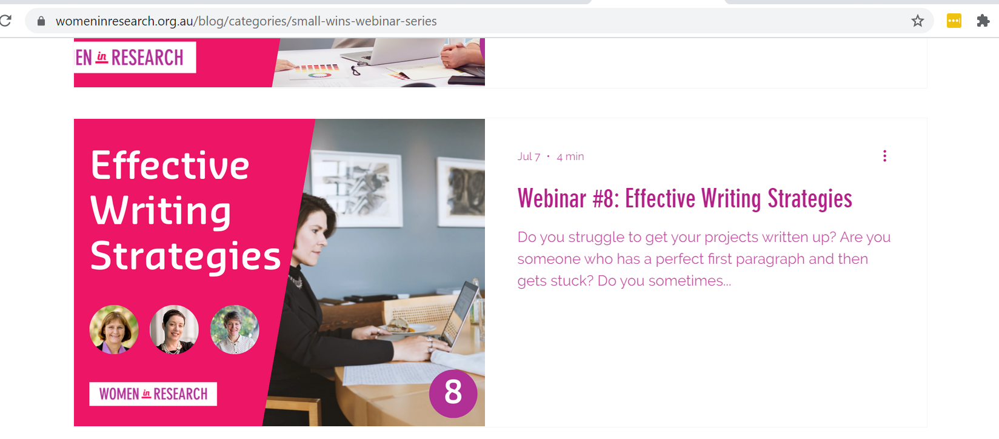 womeninresearch.org.au/blog/categories/small-wins-webinar-series
EN in RESEARCH
Effective
Writing
Strategies
WOMEN in RESEARCH
8
Jul 7 · 4 min
Webinar #8: Effective Writing Strategies
Do you struggle to get your projects written up? Are you
someone who has a perfect first paragraph and then
gets stuck? Do you sometimes...